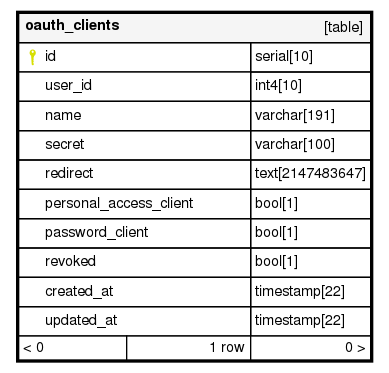 oauth_clients [table]
id serial[10]
user_id int4[10]
name varchar[191]
secret varchar[100]
redirect text[2147483647]
personal_access_client bool[1]
password_client bool[1]
revoked bool[1]
created_at timestamp[22]
updated_at timestamp[22]
< 0 1 row 0 >